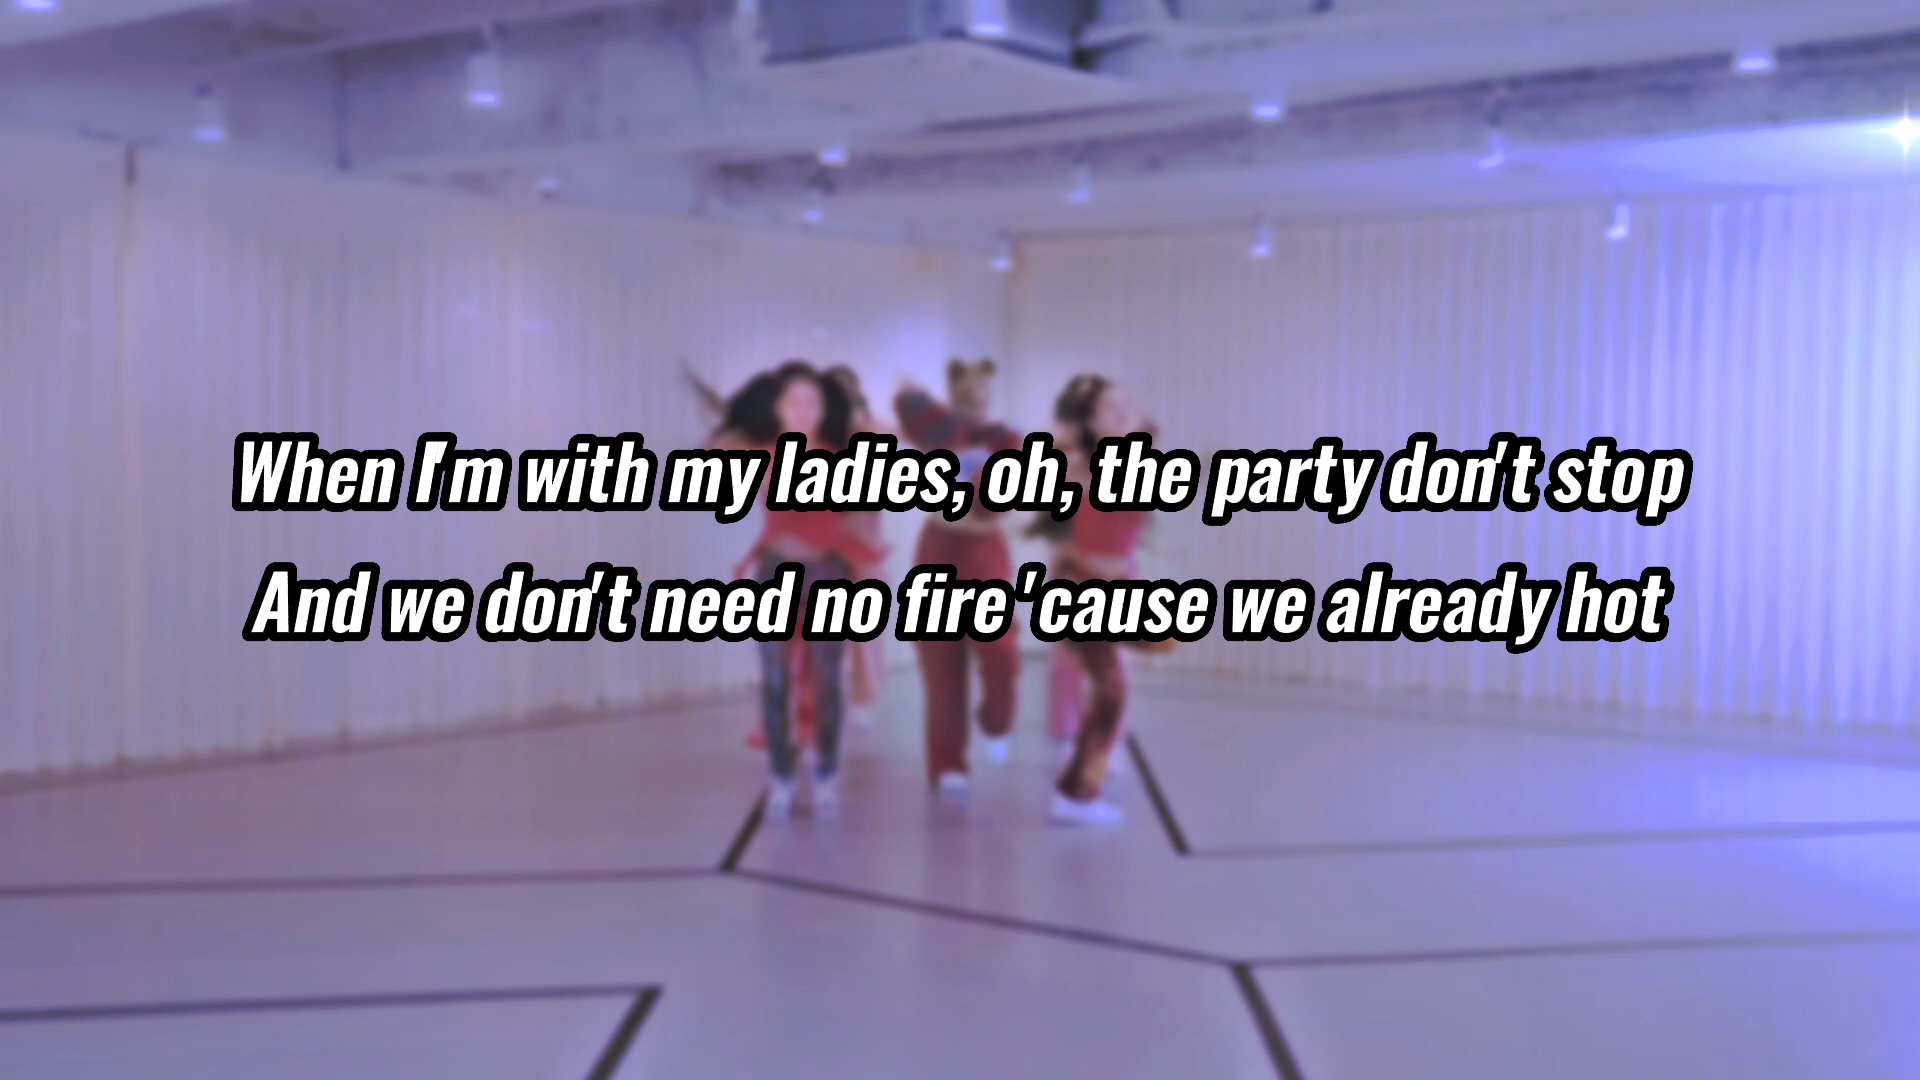 When I'm with my ladies, oh, the party don't stop
And we don't need no fire 'cause we already hot